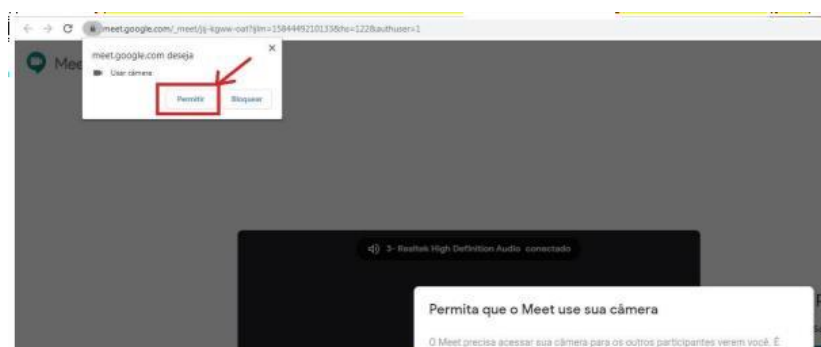 meet.google.com/_meet/jij-kgww-oat?ijlm=1584449210133&hs=122&authuser=1
Mee
meet.google.com deseja
Usar câmera
Permitir Bloquear
3- Realtek High Definition Audio conectado
Permita que o Meet use sua câmera
O Meet precisa acessar sua câmera para os outros participantes verem você. É